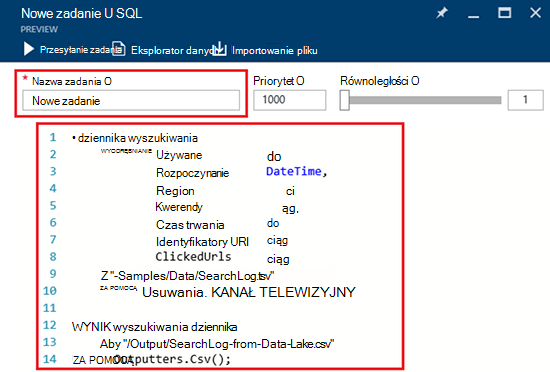 Nowe zadanie U SQL
PREVIEW
Przesyłanie zadania Eksplorator danych Importowanie pliku
* Nazwa zadania O Priorytet O Równoległości O
Nowe zadanie 1000 1
1 • dziennika wyszukiwania
2 WYODRĘBNIANIE Używane do
3 Rozpoczynanie DateTime,
4 Region ci
5 Kwerendy ąg,
6 Czas trwania do
7 Identyfikatory URI ciąg
8 ClickedUrls ciąg
9 Z "-Samples/Data/SearchLog.tsv"
10 ZA POMOCĄ Usuwania. KANAŁ TELEWIZYJNY
11
12 WYNIK wyszukiwania dziennika
13 Aby "/Output/SearchLog-from-Data-Lake.csv"
14 ZA POMOCĄ Outputters.Csv();